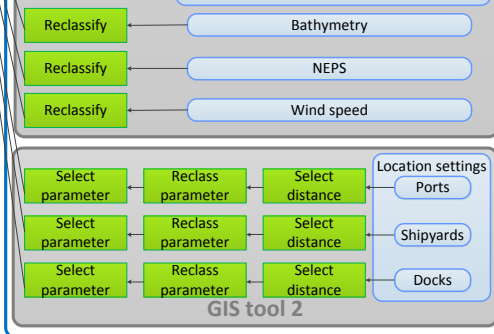 Reclassify
Bathymetry
Reclassify
NEPS
Reclassify
Wind speed
Location settings
Select
parameter
Reclass
parameter
Select
distance
Ports
Select
parameter
Reclass
parameter
Select
distance
Shipyards
Select
parameter
Reclass
parameter
Select
distance
Docks
GIS tool 2